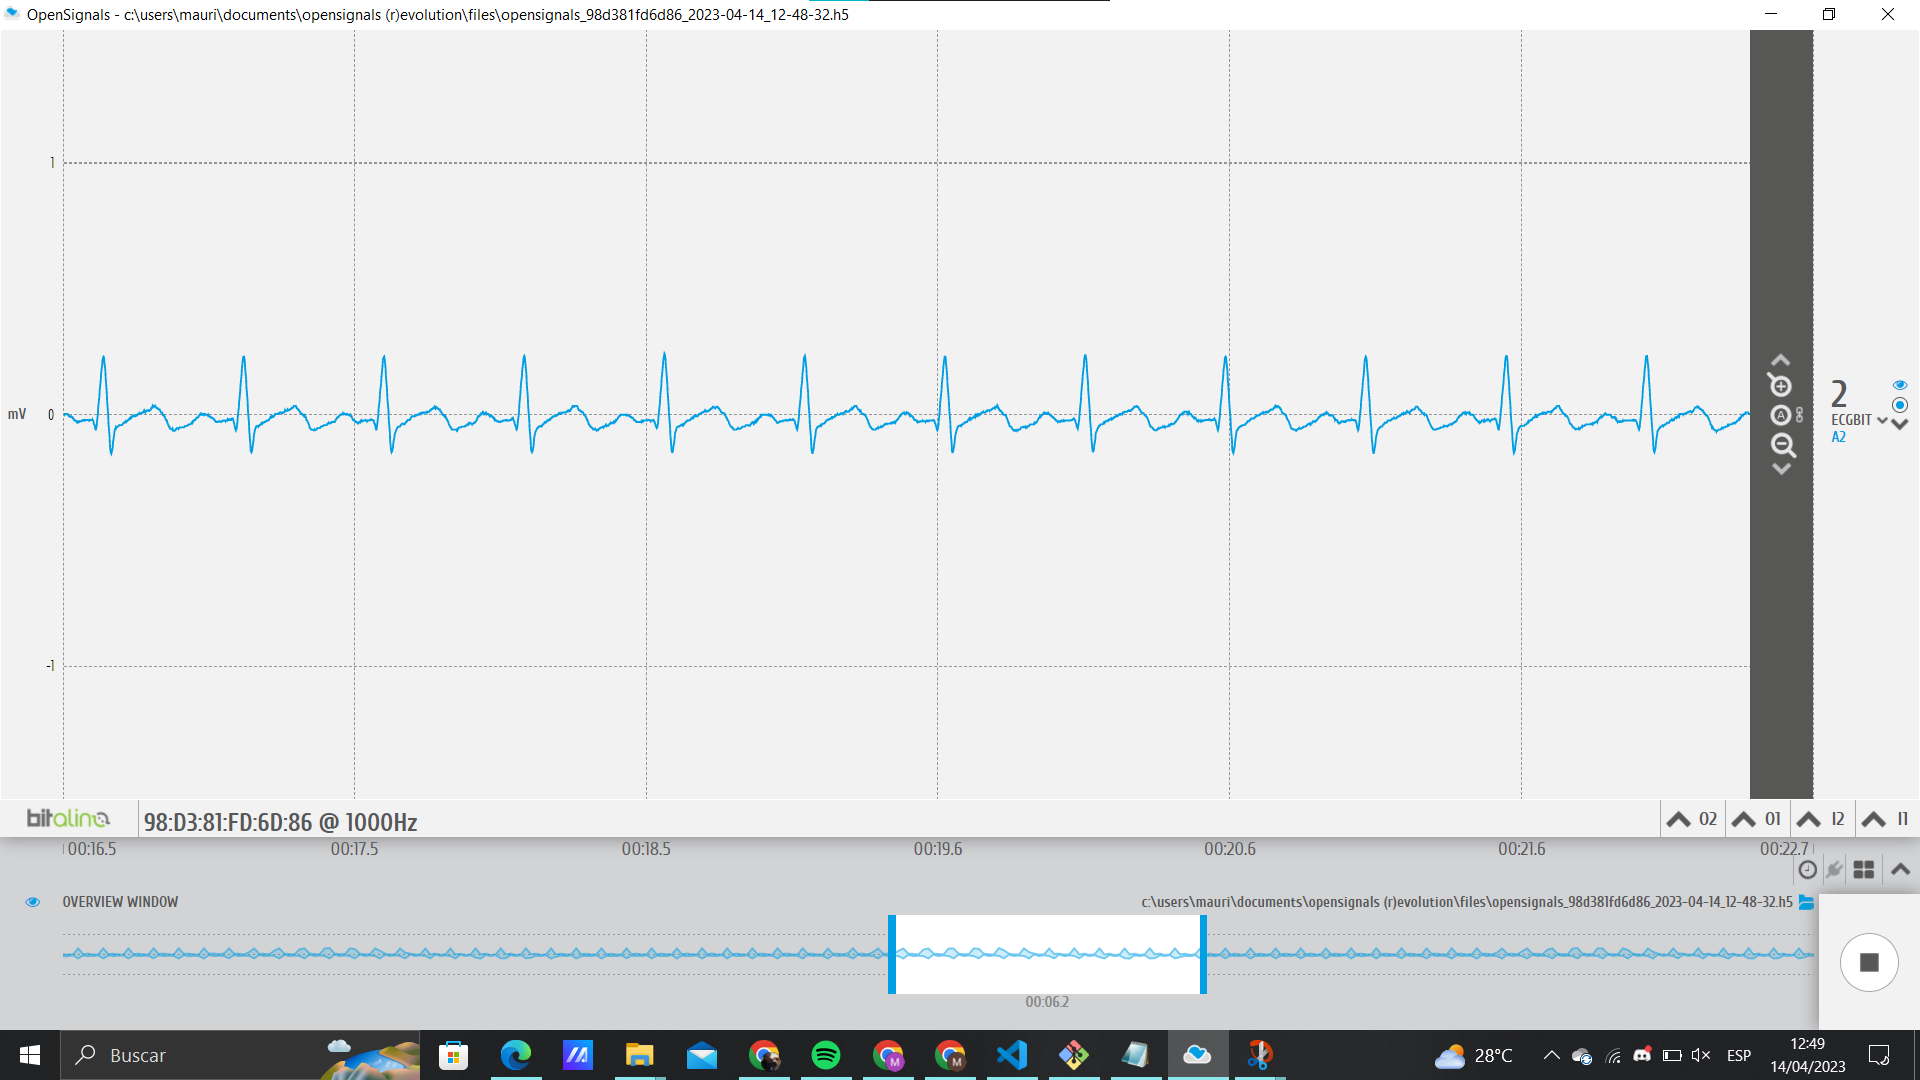 OpenSignals - c:\users\mauri\documents\opensignals (r)evolution\files\opensignals_98d381fd6d86_2023-04-14_12-48-32.h5
1
mV 0
-1
2
ECGBIT
A2
A
bitalino 98:D3:81:FD:6D:86 @ 1000Hz O2 O1 I2 I1
00:16.5 00:17.5 00:18.5 00:19.6 00:20.6 00:21.6 00:22.7
OVERVIEW WINDOW c:\users\mauri\documents\opensignals (r)evolution\files\opensignals_98d381fd6d86_2023-04-14_12-48-32.h5
00:06.2
Buscar M M 28°C ESP 12:49
14/04/2023